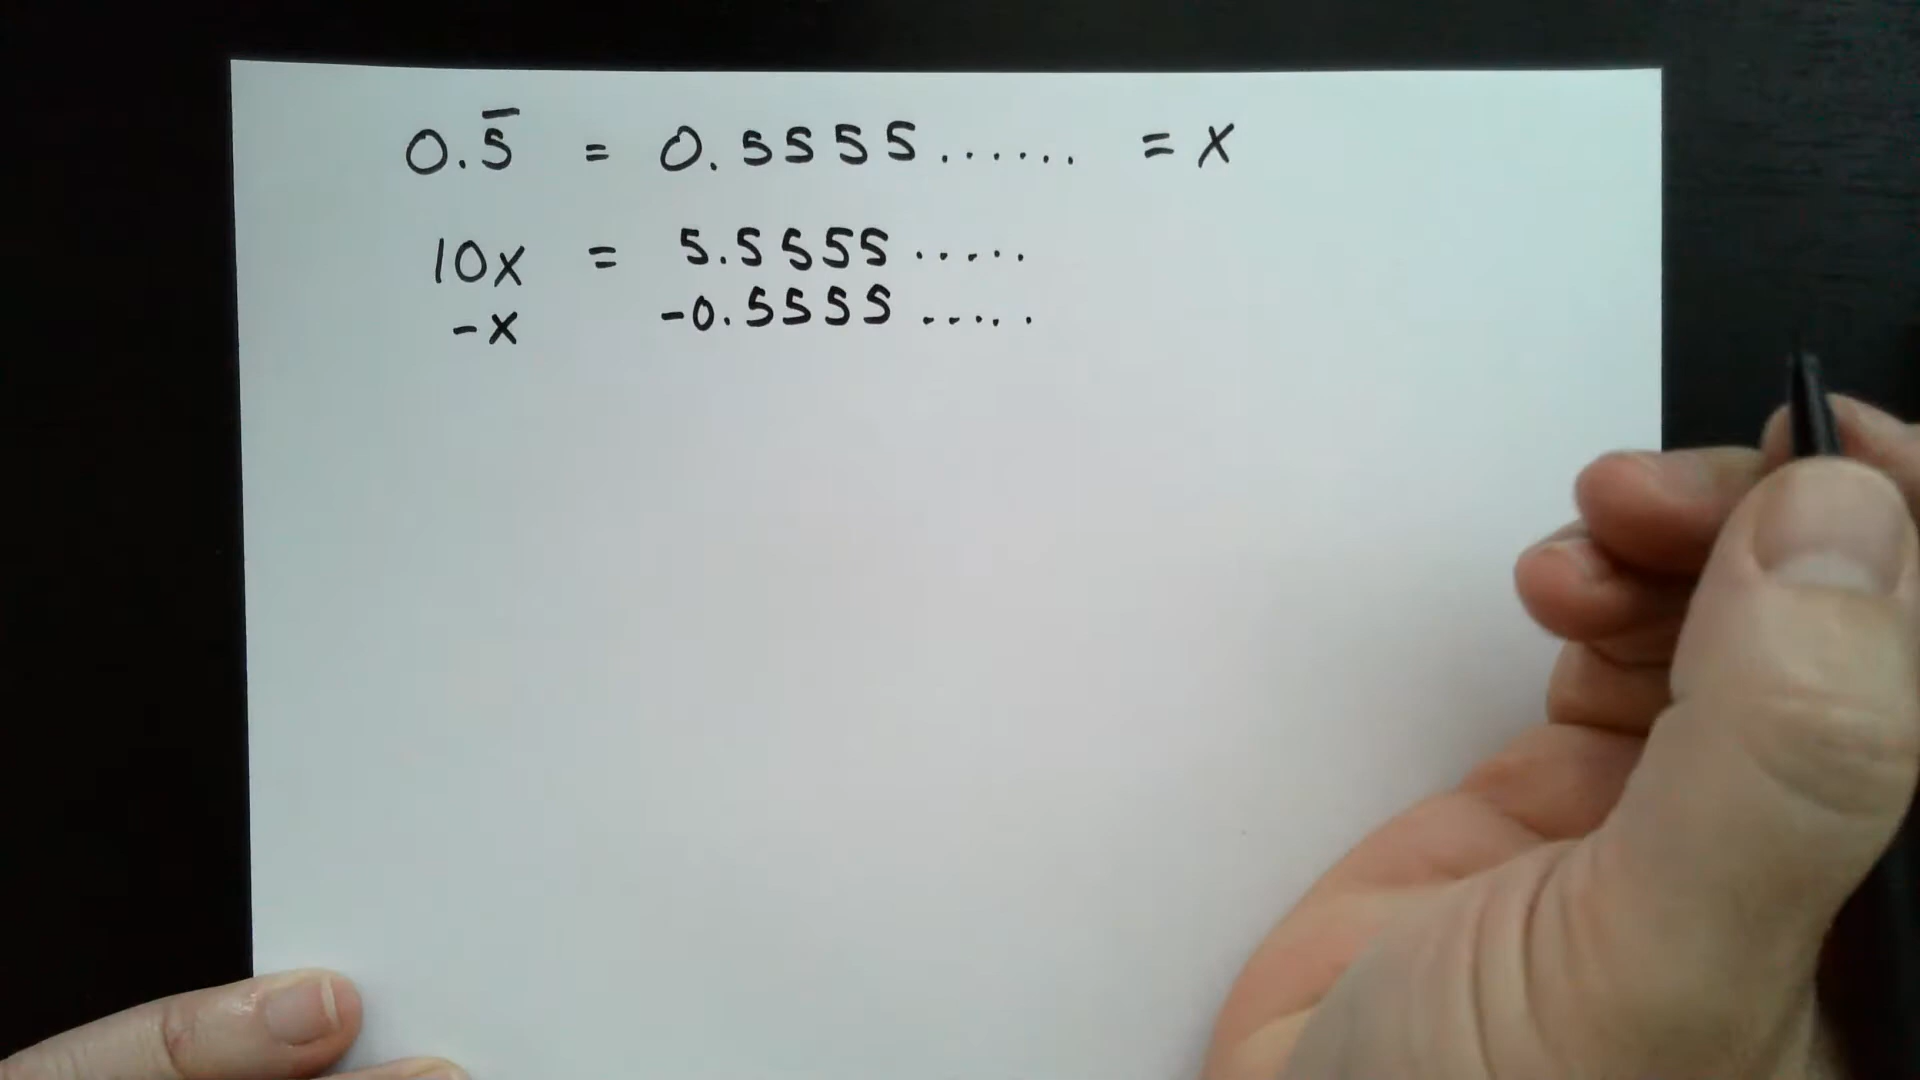 0.5̅ = 0.5555...... = x
10x = 5.5555.....
-x -0.5555.....